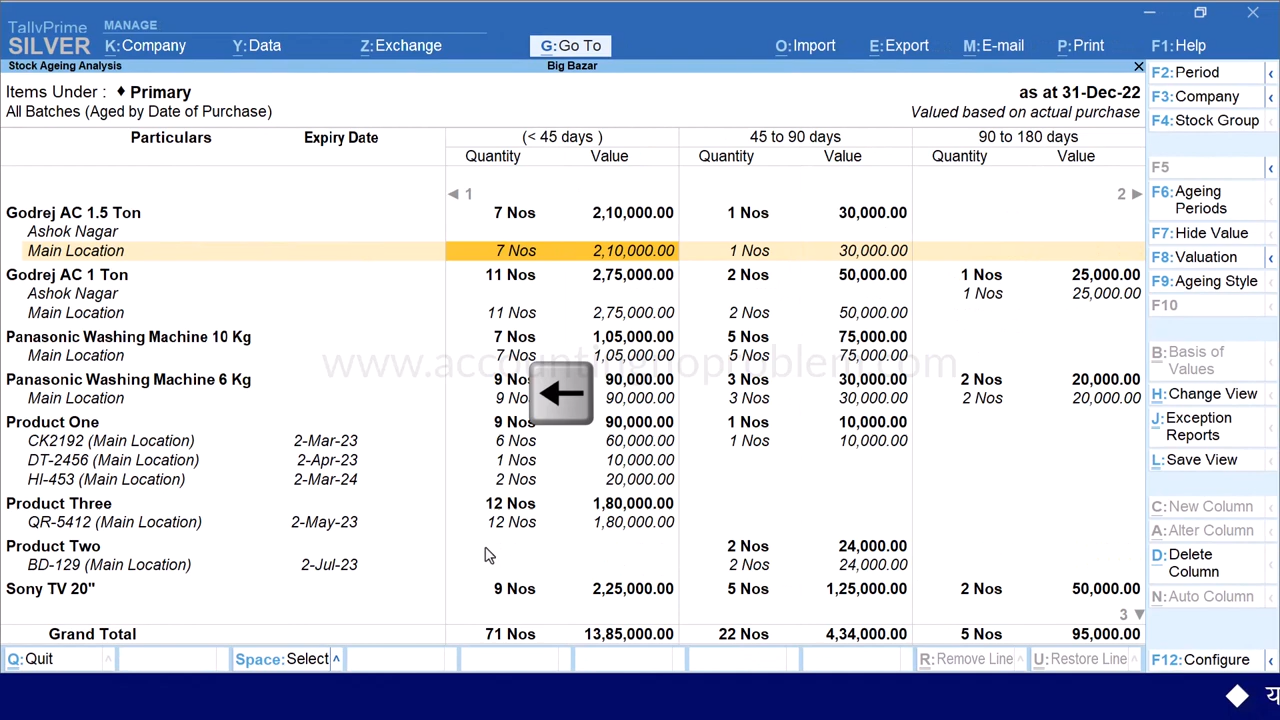 TallyPrime MANAGE
SILVER K:Company Y:Data Z:Exchange G:Go To O:Import E:Export M:E-mail P:Print F1:Help
Stock Ageing Analysis Big Bazar
Items Under : ♦ Primary as at 31-Dec-22
All Batches (Aged by Date of Purchase) Valued based on actual purchase
Particulars Expiry Date (< 45 days ) 45 to 90 days 90 to 180 days
Quantity Value Quantity Value Quantity Value
1 2
Godrej AC 1.5 Ton 7 Nos 2,10,000.00 1 Nos 30,000.00
Ashok Nagar
Main Location 7 Nos 2,10,000.00 1 Nos 30,000.00
Godrej AC 1 Ton 11 Nos 2,75,000.00 2 Nos 50,000.00 1 Nos 25,000.00
Ashok Nagar 1 Nos 25,000.00
Main Location 11 Nos 2,75,000.00 2 Nos 50,000.00
Panasonic Washing Machine 10 Kg 7 Nos 1,05,000.00 5 Nos 75,000.00
Main Location 7 Nos 1,05,000.00 5 Nos 75,000.00
www.accountingnoproblem.com
Panasonic Washing Machine 6 Kg 9 Nos 90,000.00 3 Nos 30,000.00 2 Nos 20,000.00
Main Location 9 Nos 90,000.00 3 Nos 30,000.00 2 Nos 20,000.00
Product One 9 Nos 90,000.00 1 Nos 10,000.00
CK2192 (Main Location) 2-Mar-23 6 Nos 60,000.00 1 Nos 10,000.00
DT-2456 (Main Location) 2-Apr-23 1 Nos 10,000.00
HI-453 (Main Location) 2-Mar-24 2 Nos 20,000.00
Product Three 12 Nos 1,80,000.00
QR-5412 (Main Location) 2-May-23 12 Nos 1,80,000.00
Product Two 2 Nos 24,000.00
BD-129 (Main Location) 2-Jul-23 2 Nos 24,000.00
Sony TV 20" 9 Nos 2,25,000.00 5 Nos 1,25,000.00 2 Nos 50,000.00
3
Grand Total 71 Nos 13,85,000.00 22 Nos 4,34,000.00 5 Nos 95,000.00
F2:Period
F3:Company
F4:Stock Group
F5
F6:Ageing
Periods
F7:Hide Value
F8:Valuation
F9:Ageing Style
F10
B:Basis of
Values
H:Change View
J:Exception
Reports
L:Save View
C:New Column
A:Alter Column
D:Delete
Column
N:Auto Column
Q:Quit Space:Select R:Remove Line U:Restore Line F12:Configure